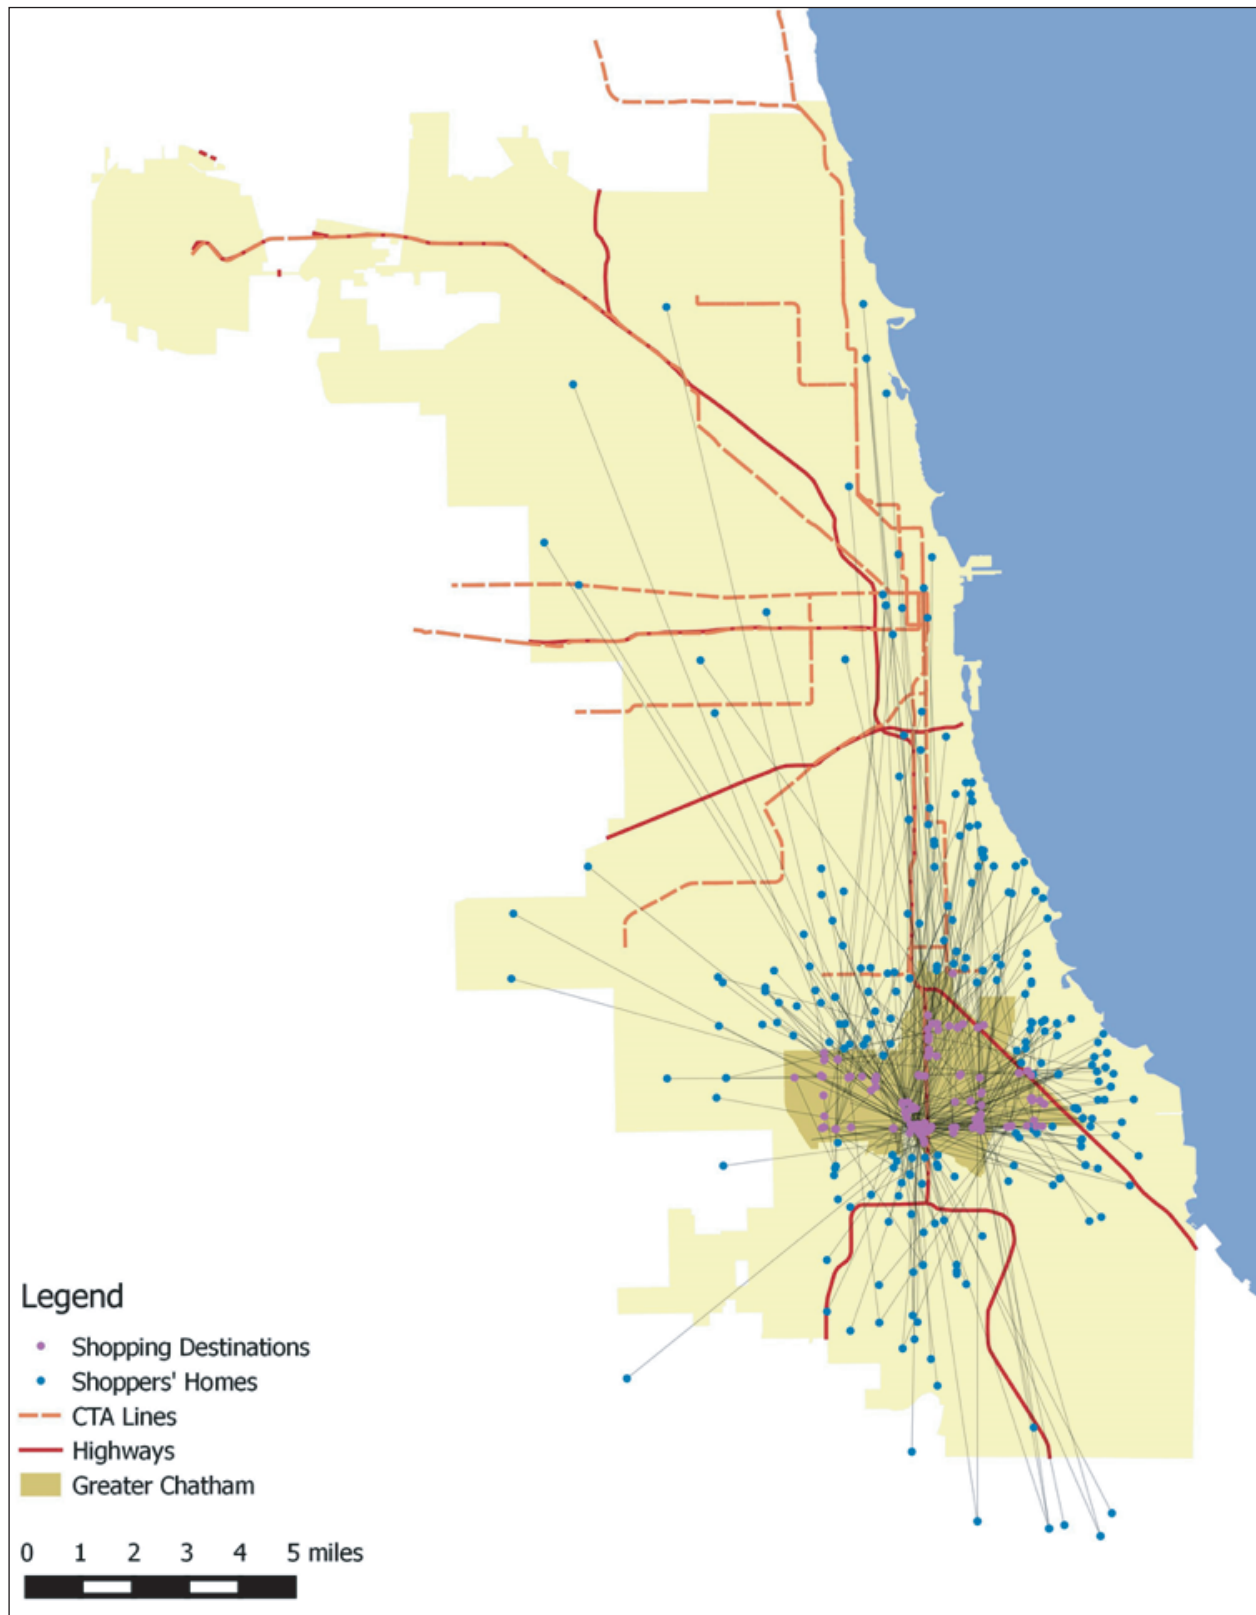 Legend
Shopping Destinations
Shoppers' Homes
CTA Lines
Highways
Greater Chatham
0 1 2 3 4 5 miles